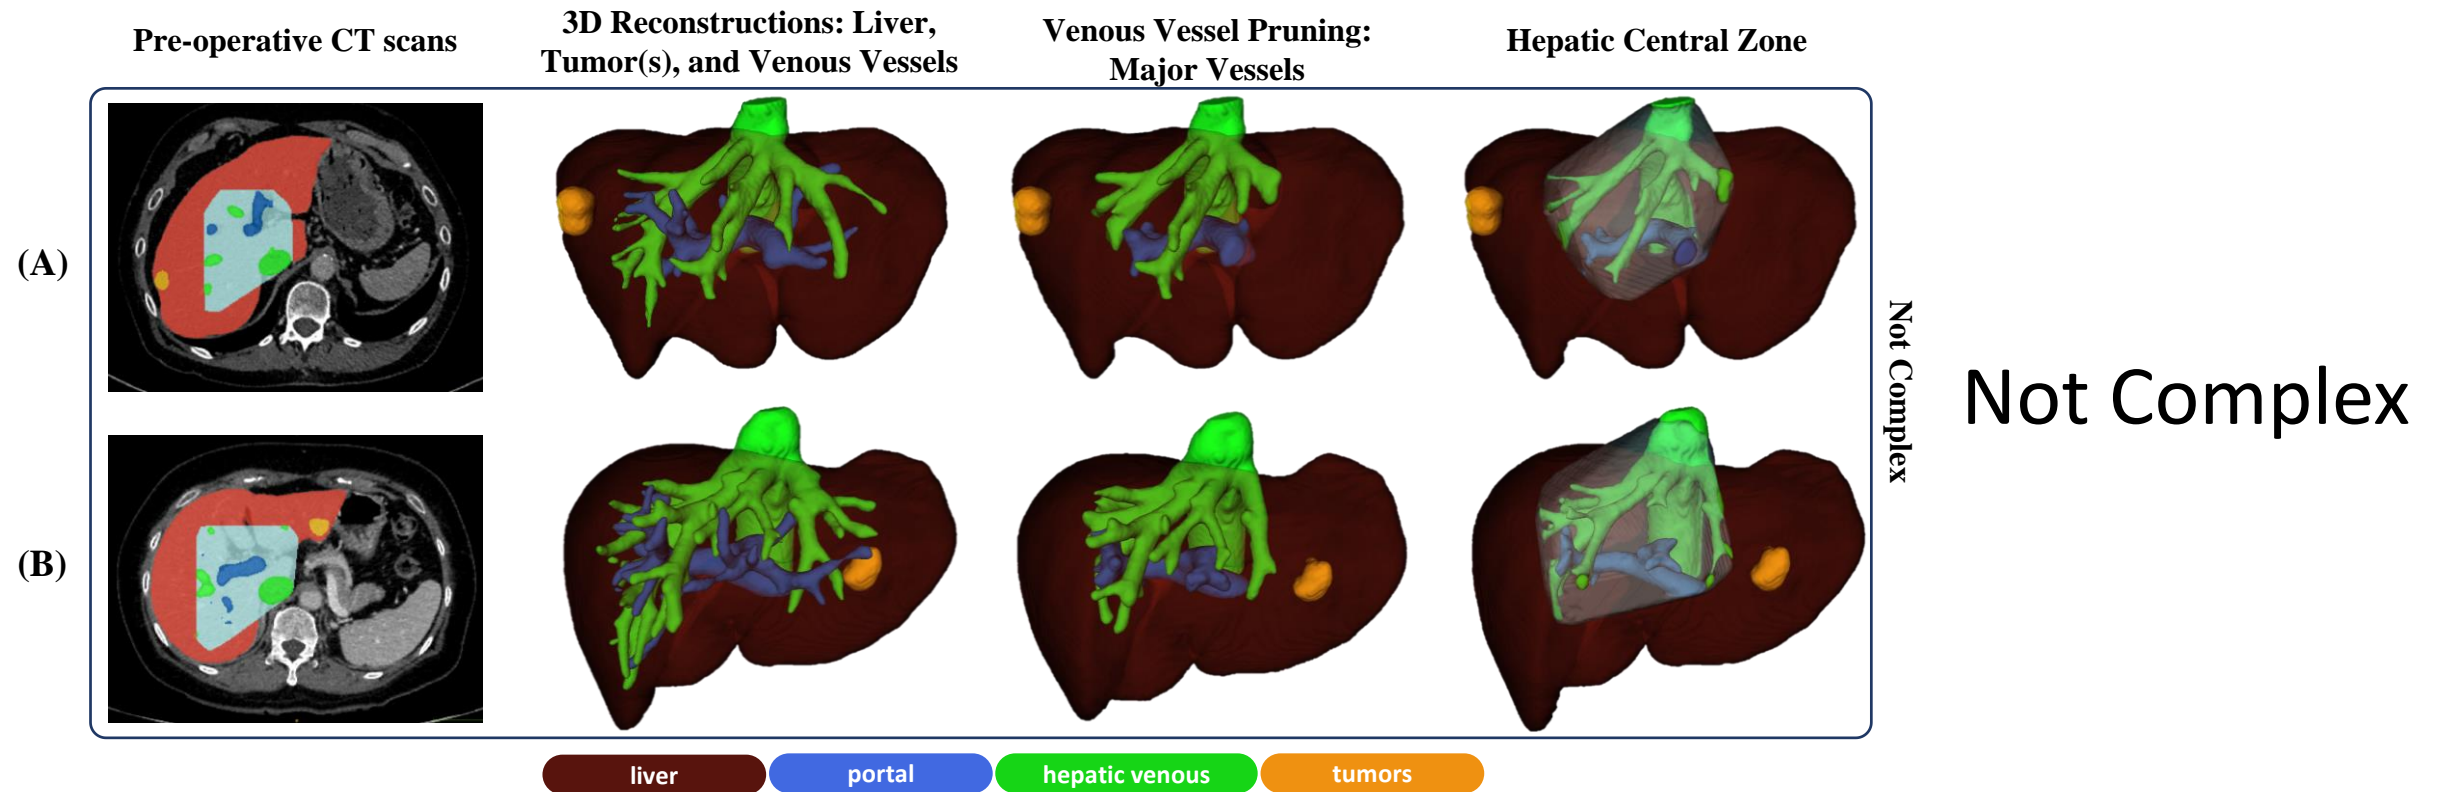 Pre-operative CT scans
3D Reconstructions: Liver,
Tumor(s), and Venous Vessels
Venous Vessel Pruning:
Major Vessels
Hepatic Central Zone
(A)
(B)
Not Complex
Not Complex
liver
portal
hepatic venous
tumors